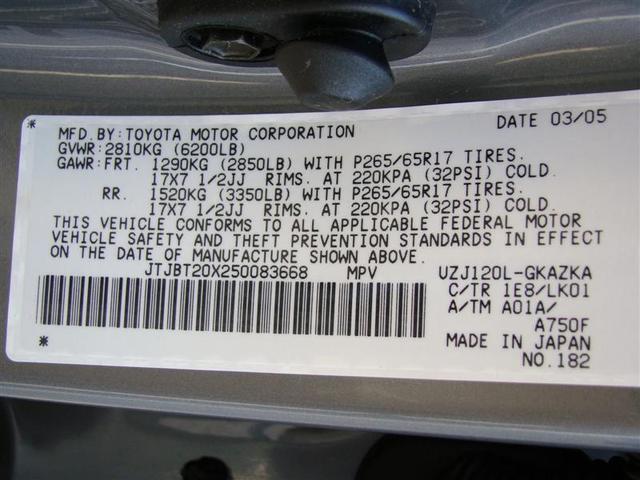 * DATE 03/05
MFD.BY:TOYOTA MOTOR CORPORATION
GVWR:2810KG (6200LB)
GAWR:FRT. 1290KG (2850LB) WITH P265/65R17 TIRES.
17X7 1/2JJ RIMS. AT 220KPA (32PSI) COLD.
RR. 1520KG (3350LB) WITH P265/65R17 TIRES.
17X7 1/2JJ RIMS. AT 220KPA (32PSI) COLD.
THIS VEHICLE CONFORMS TO ALL APPLICABLE FEDERAL MOTOR
VEHICLE SAFETY AND THEFT PREVENTION STANDARDS IN EFFECT
ON THE DATE OF MANUFACTURE SHOWN ABOVE.
JTJBT20X250083668 MPV UZJ120L-GKAZKA
C/TR 1E8/LK01
A/TM A01A/
A750F
MADE IN JAPAN
* NO.182